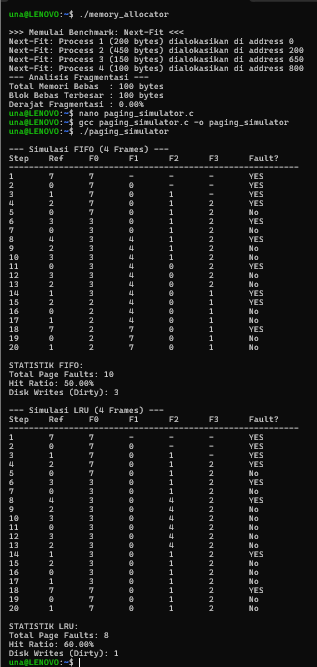 una@LENOVO:~$ ./memory_allocator
>>> Memulai Benchmark: Next-Fit <<<
Next-Fit: Process 1 (200 bytes) dialokasikan di address 0
Next-Fit: Process 2 (450 bytes) dialokasikan di address 200
Next-Fit: Process 3 (150 bytes) dialokasikan di address 650
Next-Fit: Process 4 (100 bytes) dialokasikan di address 800
--- Analisis Fragmentasi ---
Total Memori Bebas  : 100 bytes
Blok Bebas Terbesar : 100 bytes
Derajat Fragmentasi : 0.00%
una@LENOVO:~$ nano paging_simulator.c
una@LENOVO:~$ gcc paging_simulator.c -o paging_simulator
una@LENOVO:~$ ./paging_simulator
--- Simulasi FIFO (4 Frames) ---
Step Ref F0 F1 F2 F3 Fault?
------------------------------------------------------
1 7 7 - - - YES
2 0 7 0 - - YES
3 1 7 0 1 - YES
4 2 7 0 1 2 YES
5 0 7 0 1 2 No
6 3 3 0 1 2 YES
7 0 3 0 1 2 No
8 4 3 4 1 2 YES
9 2 3 4 1 2 No
10 3 3 4 1 2 No
11 0 3 4 0 2 YES
12 3 3 4 0 2 No
13 2 3 4 0 2 No
14 1 3 4 0 1 YES
15 2 2 4 0 1 YES
16 0 2 4 0 1 No
17 1 2 4 0 1 No
18 7 2 7 0 1 YES
19 0 2 7 0 1 No
20 1 2 7 0 1 No
STATISTIK FIFO:
Total Page Faults: 10
Hit Ratio: 50.00%
Disk Writes (Dirty): 3
--- Simulasi LRU (4 Frames) ---
Step Ref F0 F1 F2 F3 Fault?
------------------------------------------------------
1 7 7 - - - YES
2 0 7 0 - - YES
3 1 7 0 1 - YES
4 2 7 0 1 2 YES
5 0 7 0 1 2 No
6 3 3 0 1 2 YES
7 0 3 0 1 2 No
8 4 3 0 4 2 YES
9 2 3 0 4 2 No
10 3 3 0 4 2 No
11 0 3 0 4 2 No
12 3 3 0 4 2 No
13 2 3 0 4 2 No
14 1 3 0 1 2 YES
15 2 3 0 1 2 No
16 0 3 0 1 2 No
17 1 3 0 1 2 No
18 7 7 0 1 2 YES
19 0 7 0 1 2 No
20 1 7 0 1 2 No
STATISTIK LRU:
Total Page Faults: 8
Hit Ratio: 60.00%
Disk Writes (Dirty): 1
una@LENOVO:~$